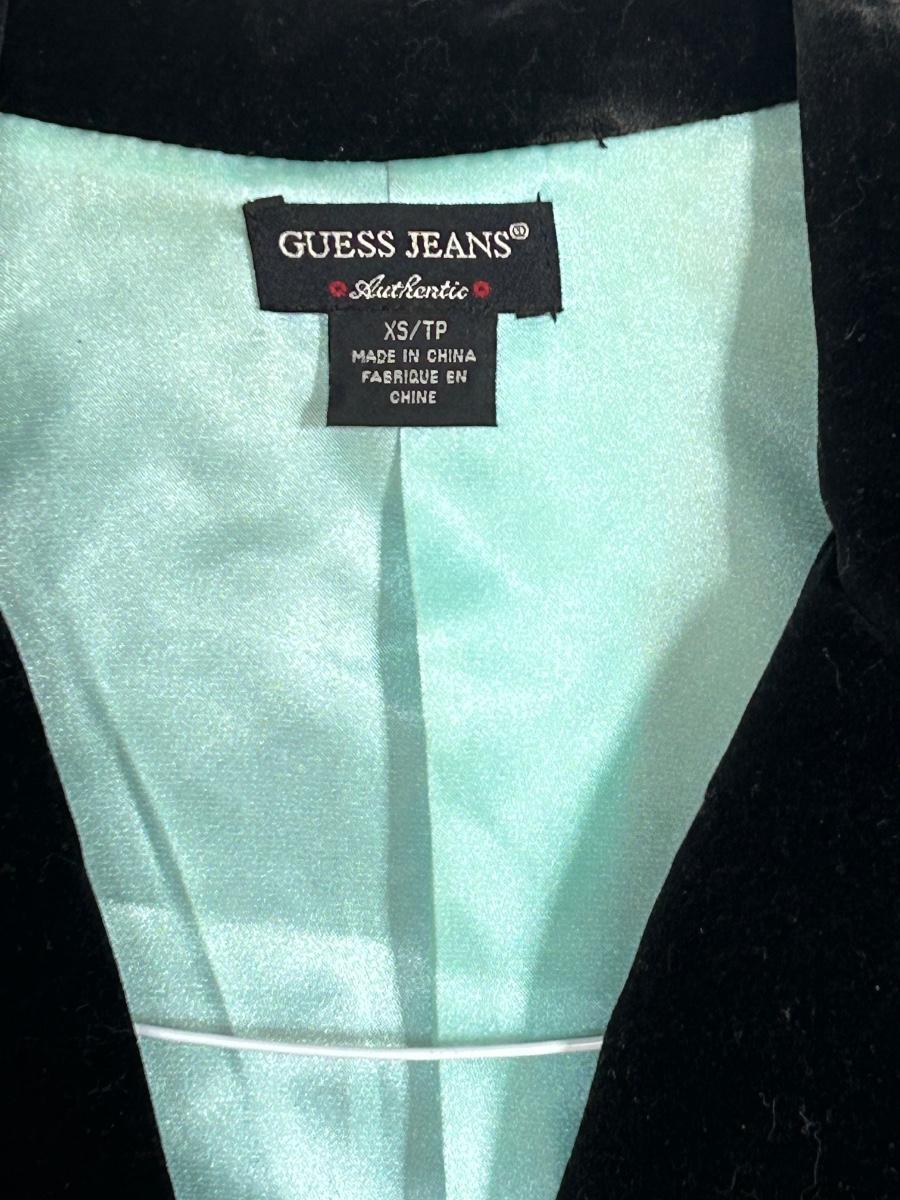 GUESS JEANS®
Authentic
XS/TP
MADE IN CHINA
FABRIQUE EN
CHINE